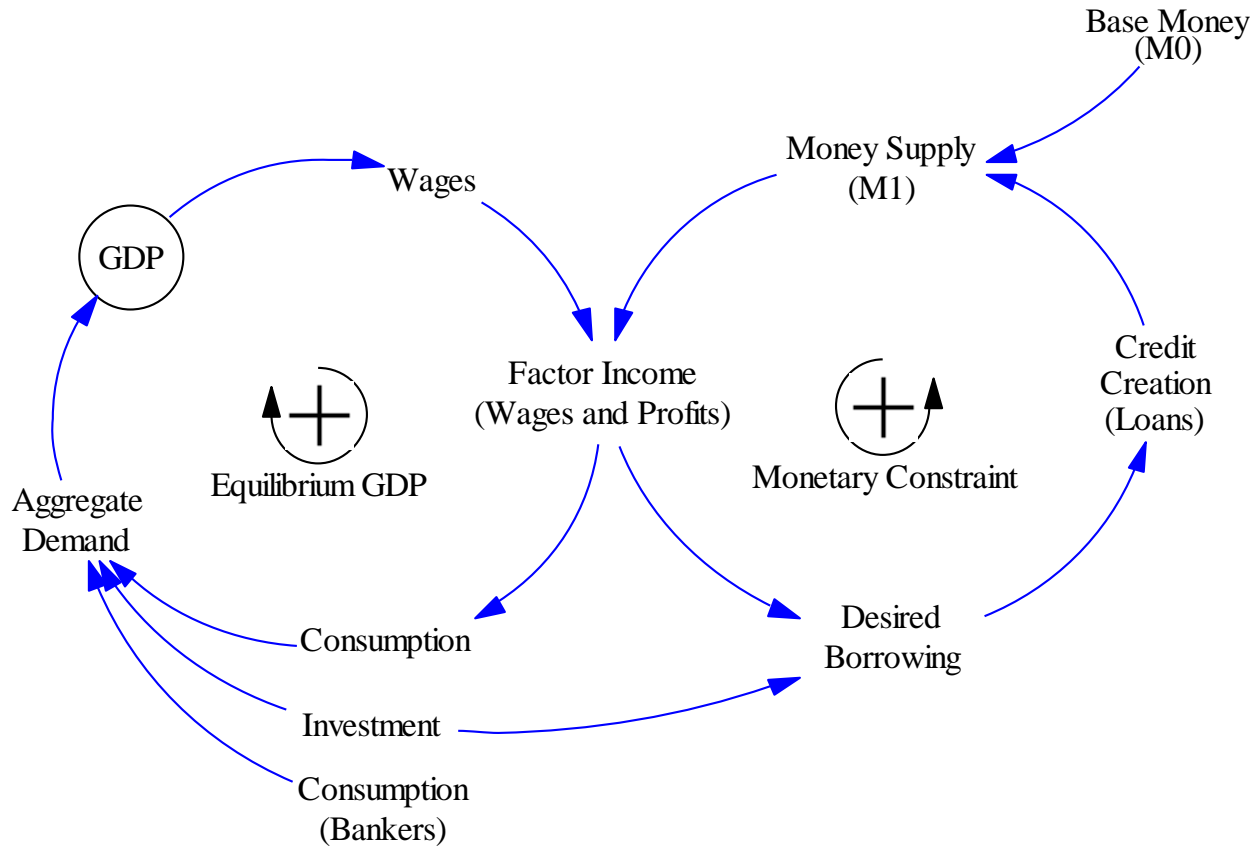 Base Money
(M0)
Money Supply
(M1)
Wages
GDP
Credit
Creation
(Loans)
Factor Income
(Wages and Profits)
Equilibrium GDP
Monetary Constraint
Aggregate
Demand
Desired
Borrowing
Consumption
Investment
Consumption
(Bankers)